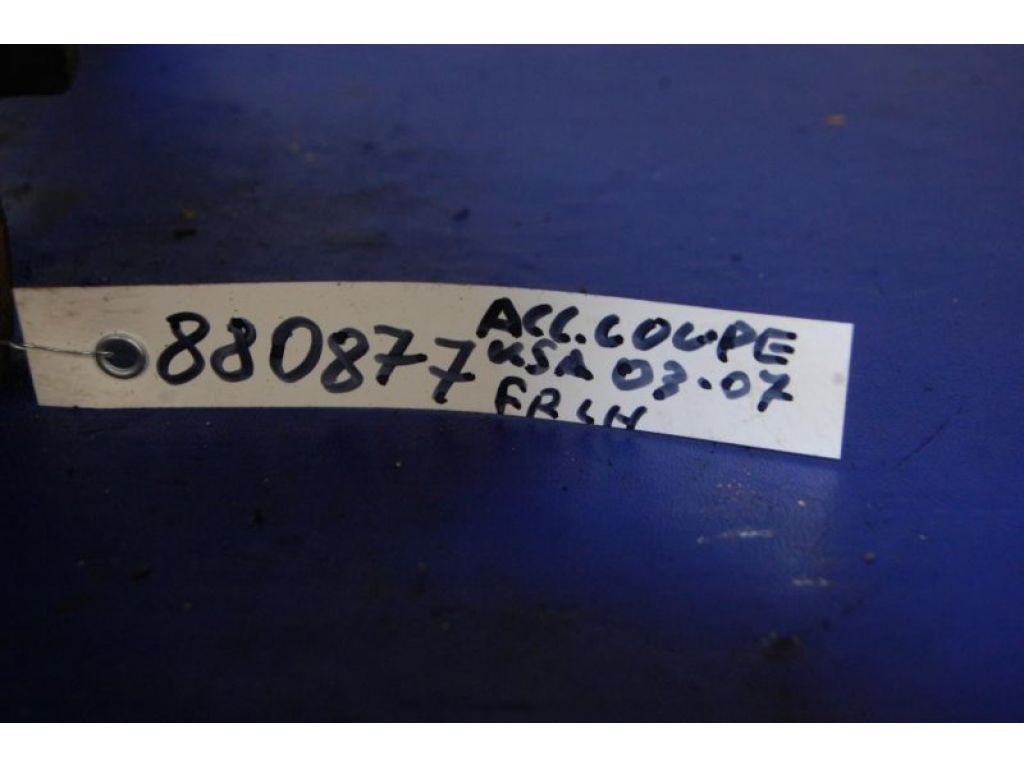 880877
ACC. COUPE
USA 03-07
FR LH